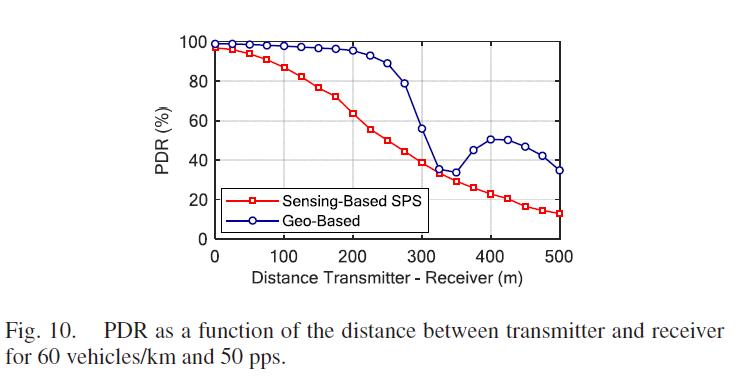 100
80
60
40
20
0
PDR (%)
Sensing-Based SPS
Geo-Based
0 100 200 300 400 500
Distance Transmitter - Receiver (m)
Fig. 10. PDR as a function of the distance between transmitter and receiver
for 60 vehicles/km and 50 pps.